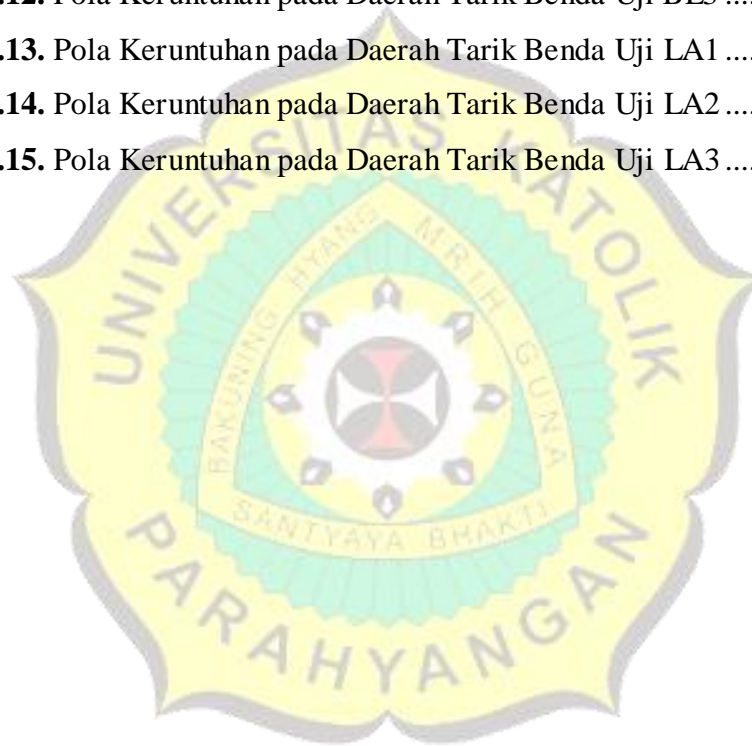 .12. Pola Keruntuhan pada Daerah Tarik Benda Uji BE3 ....
.13. Pola Keruntuhan pada Daerah Tarik Benda Uji LA1 ....
.14. Pola Keruntuhan pada Daerah Tarik Benda Uji LA2 ....
.15. Pola Keruntuhan pada Daerah Tarik Benda Uji LA3 ....
UNIVERSITAS KATOLIK
BAKUNING HYANG MRIH GUNA
SANTYAYA BHAKTI
PARAHYANGAN